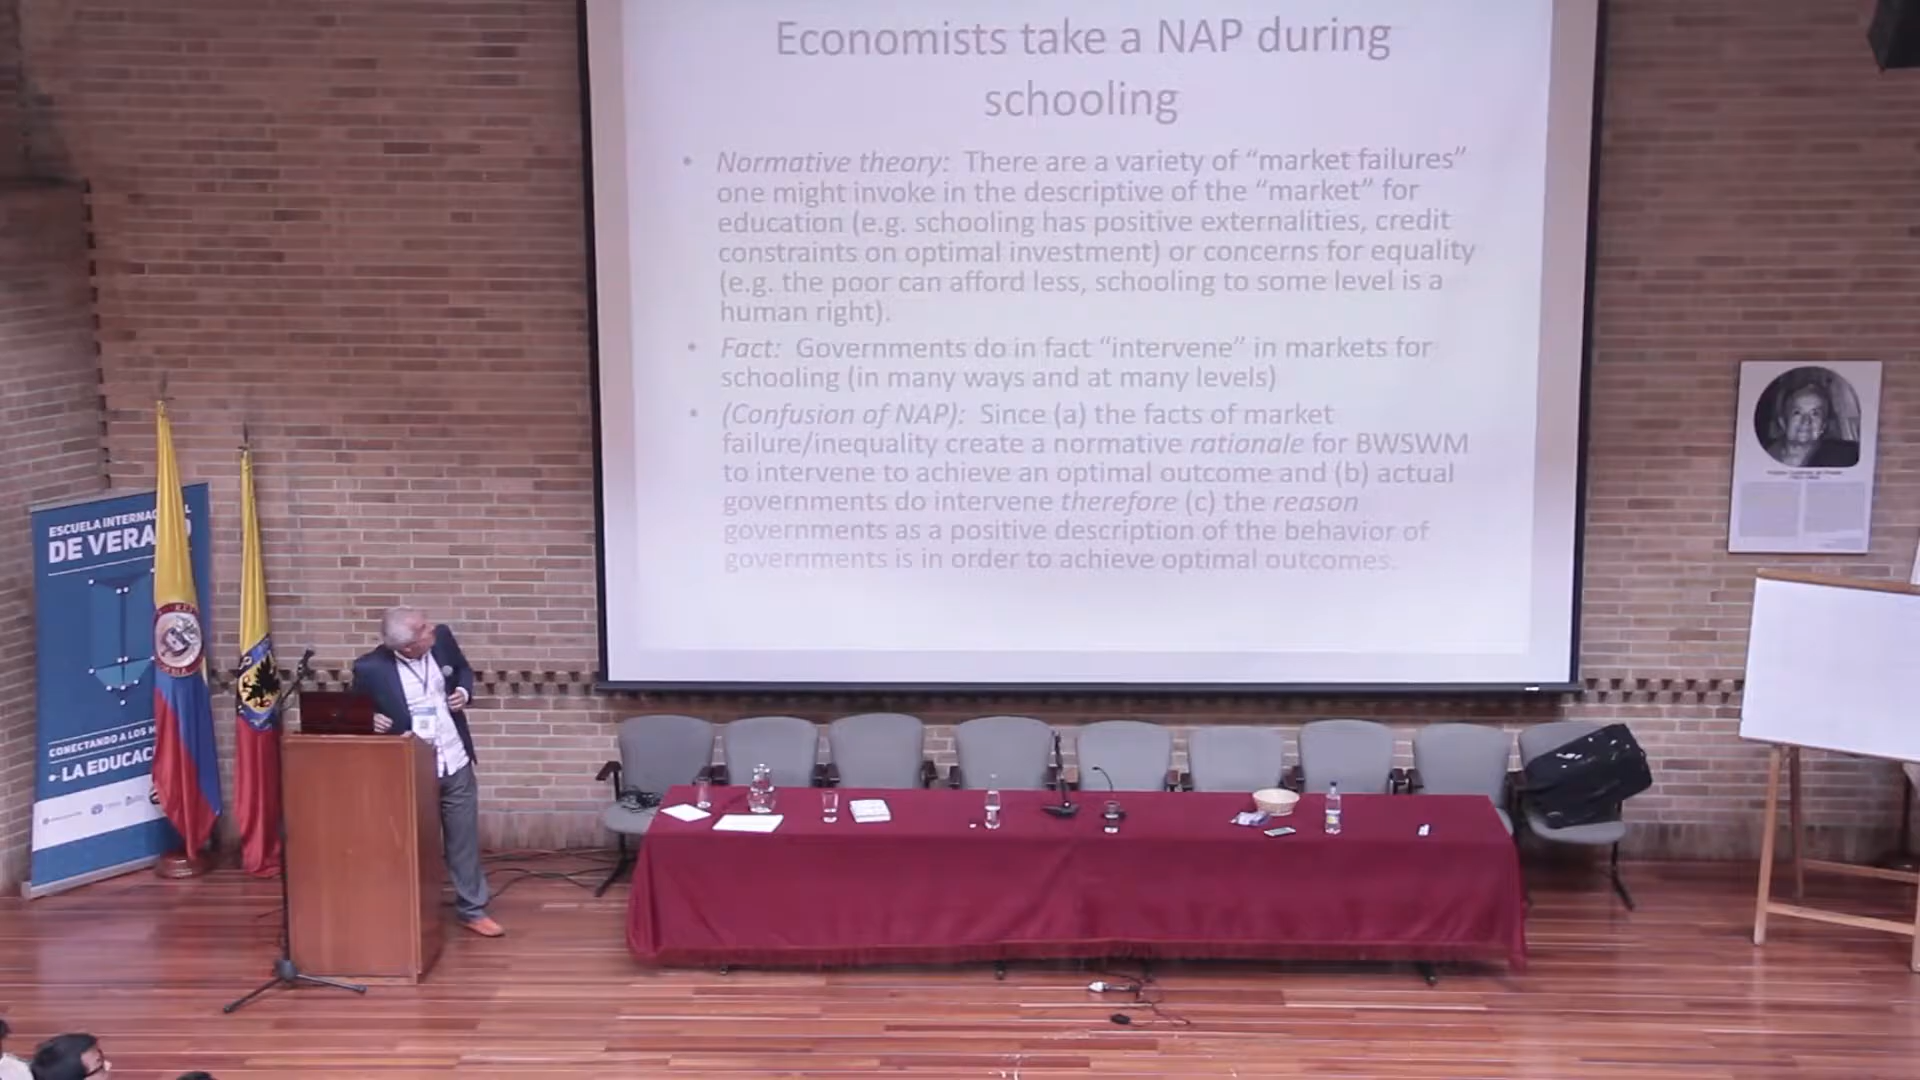 Economists take a NAP during
schooling
• Normative theory: There are a variety of “market failures”
one might invoke in the descriptive of the “market” for
education (e.g. schooling has positive externalities, credit
constraints on optimal investment) or concerns for equality
(e.g. the poor can afford less, schooling to some level is a
human right).
• Fact: Governments do in fact “intervene” in markets for
schooling (in many ways and at many levels)
• (Confusion of NAP): Since (a) the facts of market
failure/inequality create a normative rationale for BWSWM
to intervene to achieve an optimal outcome and (b) actual
governments do intervene therefore (c) the reason
governments as a positive description of the behavior of
governments is in order to achieve optimal outcomes.
ESCUELA
DE
CONECTANDO A LOS
LA